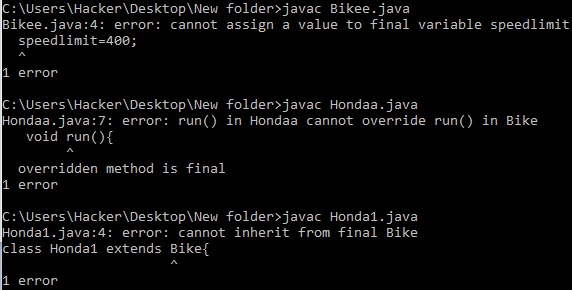 C:\Users\Hacker\Desktop\New folder>javac Bikee.java
Bikee.java:4: error: cannot assign a value to final variable speedlimit
  speedlimit=400;
  ^
1 error
C:\Users\Hacker\Desktop\New folder>javac Hondaa.java
Hondaa.java:7: error: run() in Hondaa cannot override run() in Bike
   void run(){
        ^
  overridden method is final
1 error
C:\Users\Hacker\Desktop\New folder>javac Honda1.java
Honda1.java:4: error: cannot inherit from final Bike
class Honda1 extends Bike{
                     ^
1 error